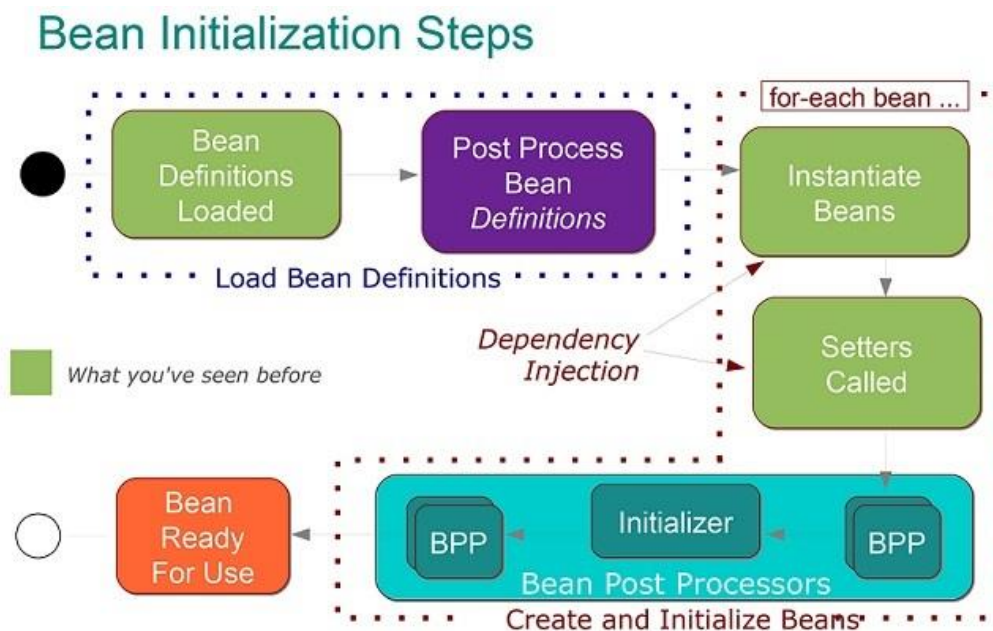 Bean Initialization Steps
for-each bean ...
Bean
Definitions
Loaded
Post Process
Bean
Definitions
Instantiate
Beans
Load Bean Definitions
Dependency
Injection
Setters
Called
What you've seen before
Bean
Ready
For Use
BPP
Initializer
BPP
Bean Post Processors
Create and Initialize Beans